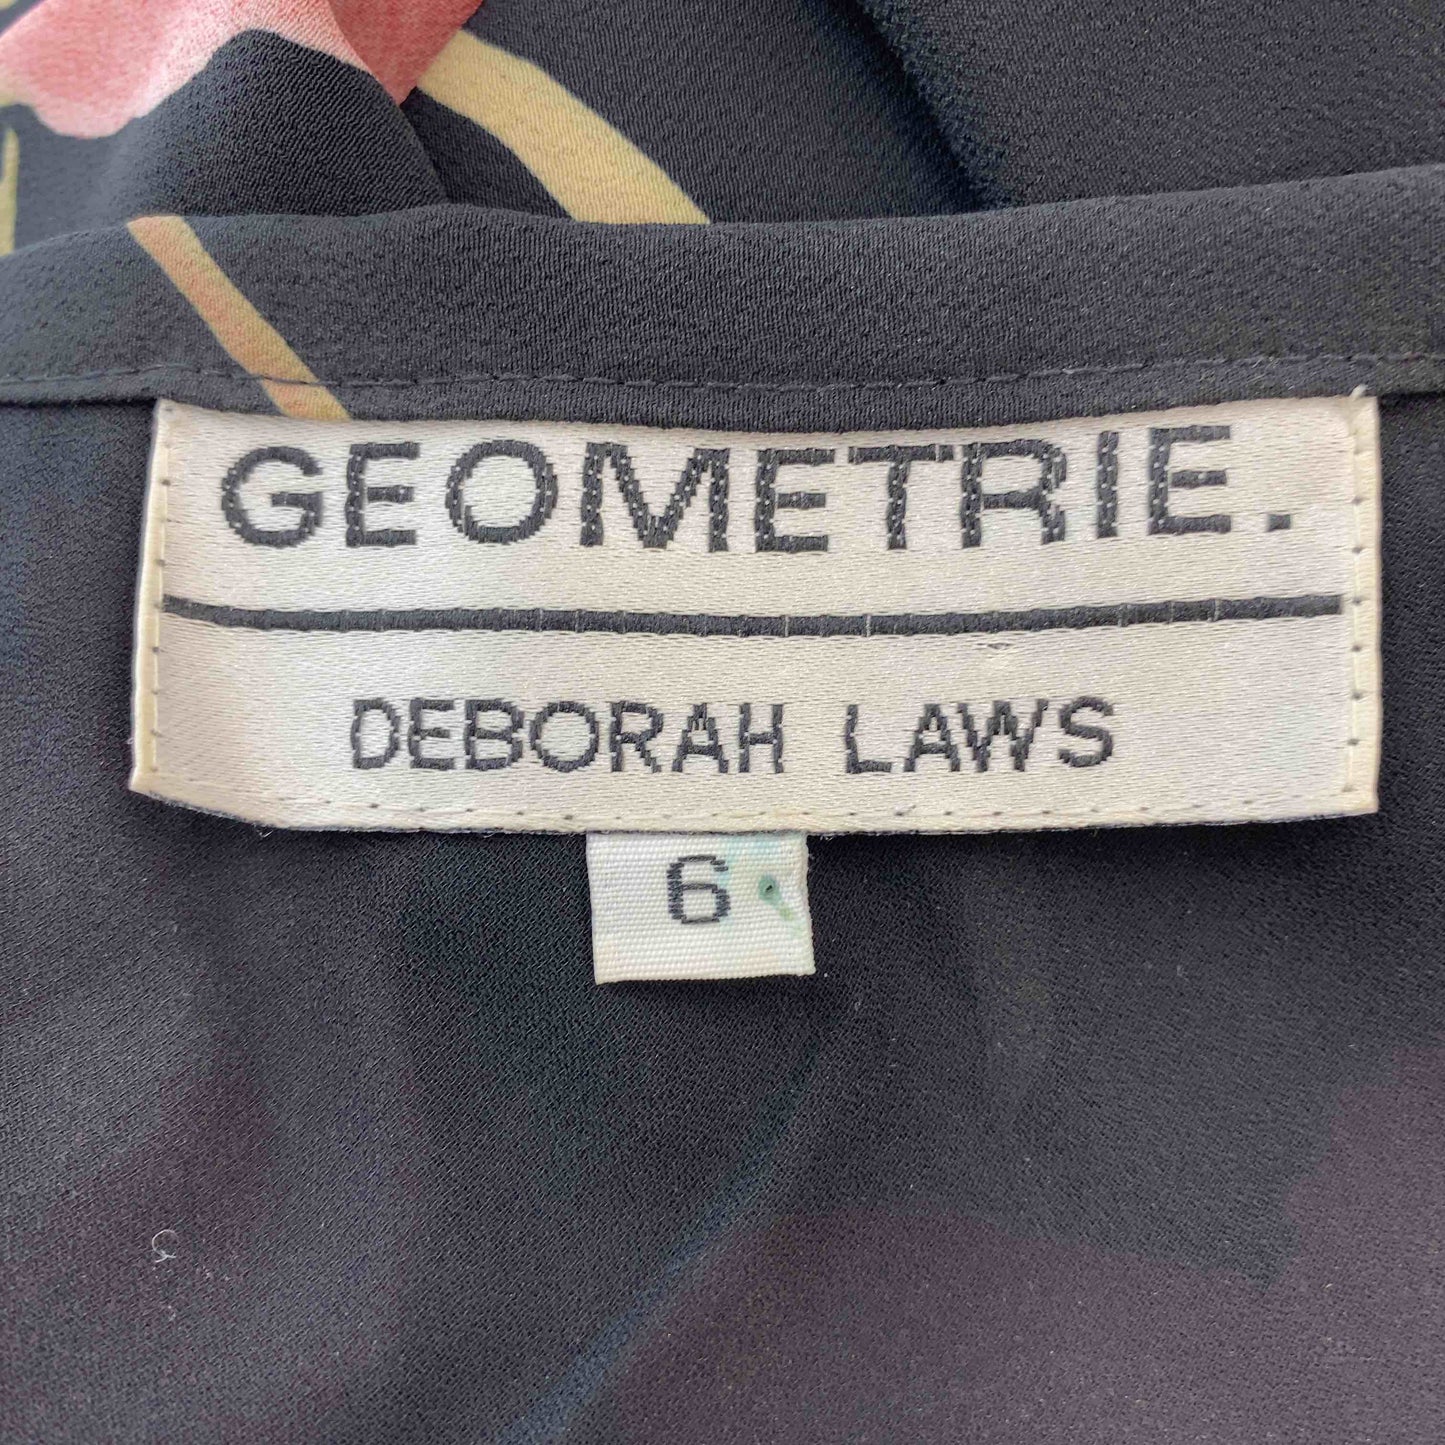 GEOMETRIE.
DEBORAH LAWS
6